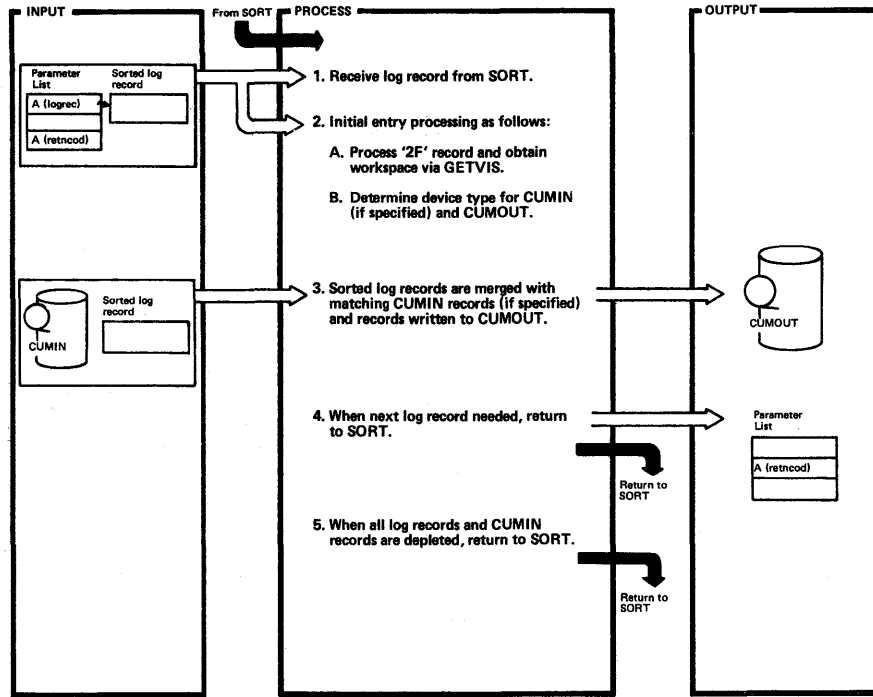 INPUT
From SORT
PROCESS
OUTPUT
Parameter
List
Sorted log
record
A (logrec)
A (retncod)
1. Receive log record from SORT.
2. Initial entry processing as follows:
A. Process '2F' record and obtain
workspace via GETVIS.
B. Determine device type for CUMIN
(if specified) and CUMOUT.
Sorted log
record
CUMIN
3. Sorted log records are merged with
matching CUMIN records (if specified)
and records written to CUMOUT.
CUMOUT
4. When next log record needed, return
to SORT.
Return to
SORT
Parameter
List
A (retncod)
5. When all log records and CUMIN
records are depleted, return to SORT.
Return to
SORT